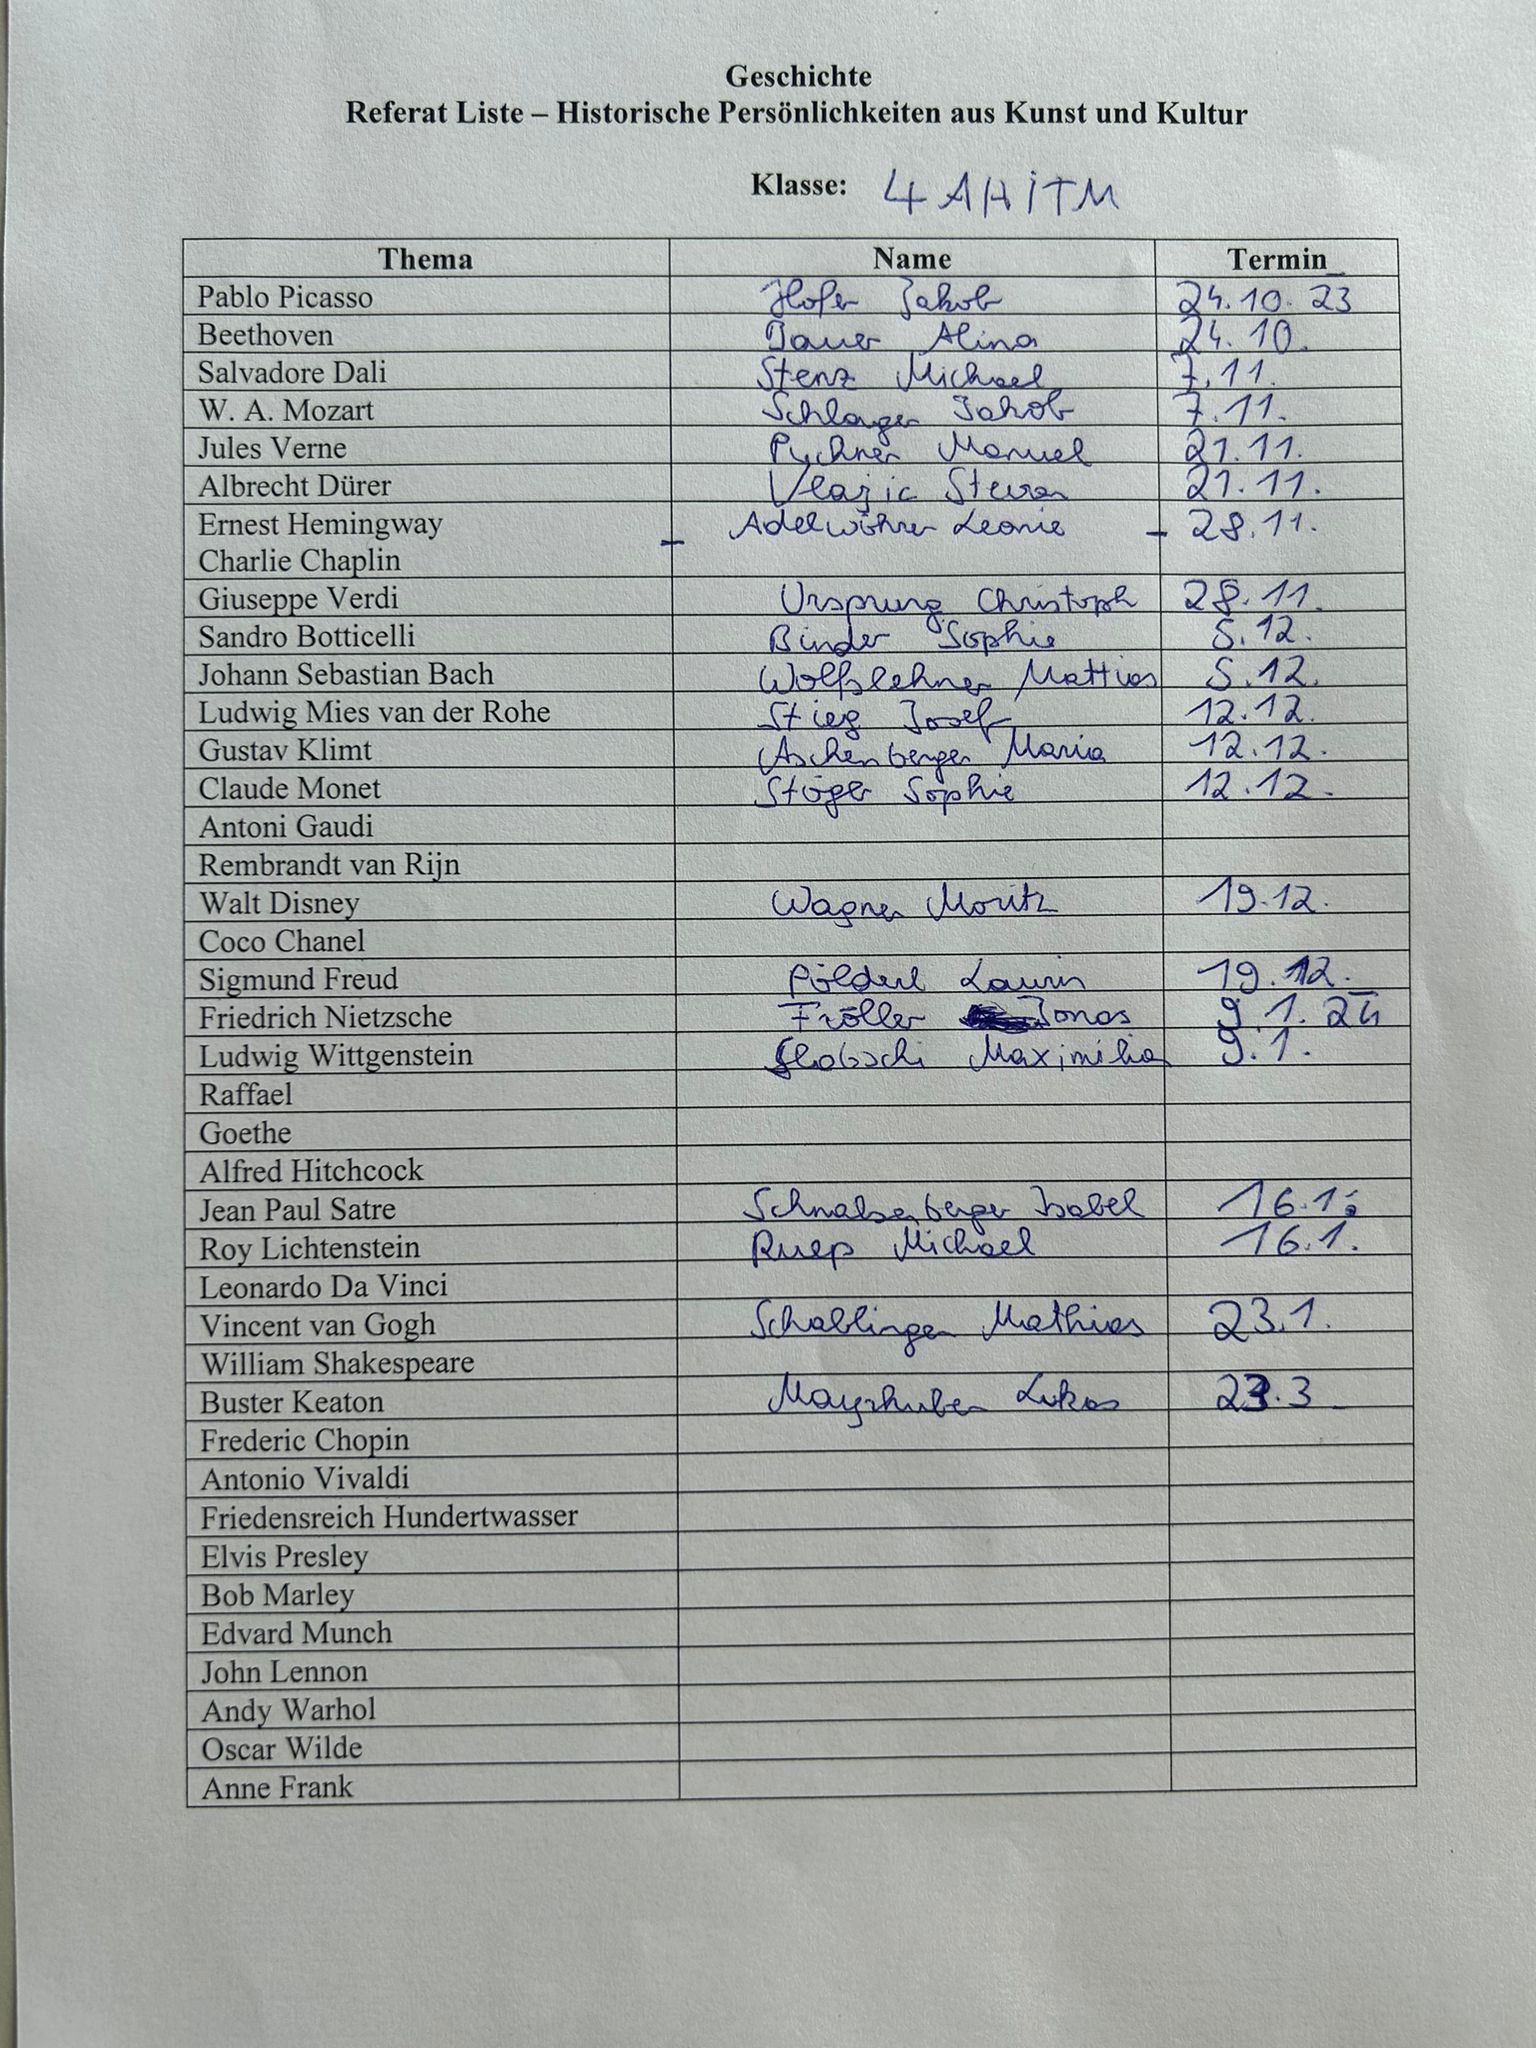 Geschichte
Referat Liste – Historische Persönlichkeiten aus Kunst und Kultur
Klasse: 4 AHITM
Thema Name Termin
Pablo Picasso Hofer Jakob 24.10.23
Beethoven Bauer Alina 24.10.
Salvadore Dali Stenz Michael 7.11.
W. A. Mozart Schlager Jakob 7.11.
Jules Verne Pychner Manuel 21.11.
Albrecht Dürer Vlazic Stevan 21.11.
Ernest Hemingway – Adelwöhrer Leonie – 28.11.
Charlie Chaplin
Giuseppe Verdi Ursprung Christoph 28.11.
Sandro Botticelli Binder Sophie 5.12.
Johann Sebastian Bach Wolfslehner Mattias 5.12.
Ludwig Mies van der Rohe Stieg Josef 12.12.
Gustav Klimt Aschenberger Maria 12.12.
Claude Monet Stöger Sophie 12.12.
Antoni Gaudi
Rembrandt van Rijn
Walt Disney Wagner Moritz 19.12.
Coco Chanel
Sigmund Freud Pölderl Laurin 19.12.
Friedrich Nietzsche Fröller Jonas 9.1.24
Ludwig Wittgenstein Maximilian 9.1.
Raffael
Goethe
Alfred Hitchcock
Jean Paul Satre Schnabelberger Isabel 16.1.
Roy Lichtenstein Ruep Michael 16.1.
Leonardo Da Vinci
Vincent van Gogh Schablinger Mathias 23.1.
William Shakespeare
Buster Keaton Mayrhuber Lukas 23.3
Frederic Chopin
Antonio Vivaldi
Friedensreich Hundertwasser
Elvis Presley
Bob Marley
Edvard Munch
John Lennon
Andy Warhol
Oscar Wilde
Anne Frank